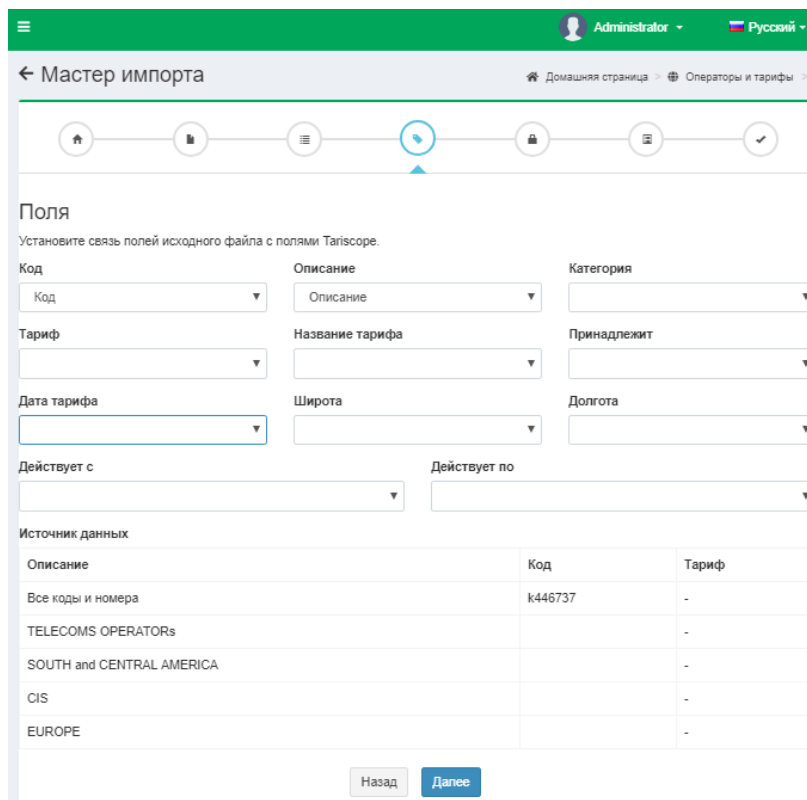 Administrator Русский
Мастер импорта
Домашняя страница > Операторы и тарифы >
Поля
Установите связь полей исходного файла с полями Tariscope.
Код Описание Категория
Код Описание
Тариф Название тарифа Принадлежит
Дата тарифа Широта Долгота
Действует с Действует по
Источник данных
Описание Код Тариф
Все коды и номера k446737 -
TELECOMS OPERATORs -
SOUTH and CENTRAL AMERICA -
CIS -
EUROPE -
Назад Далее